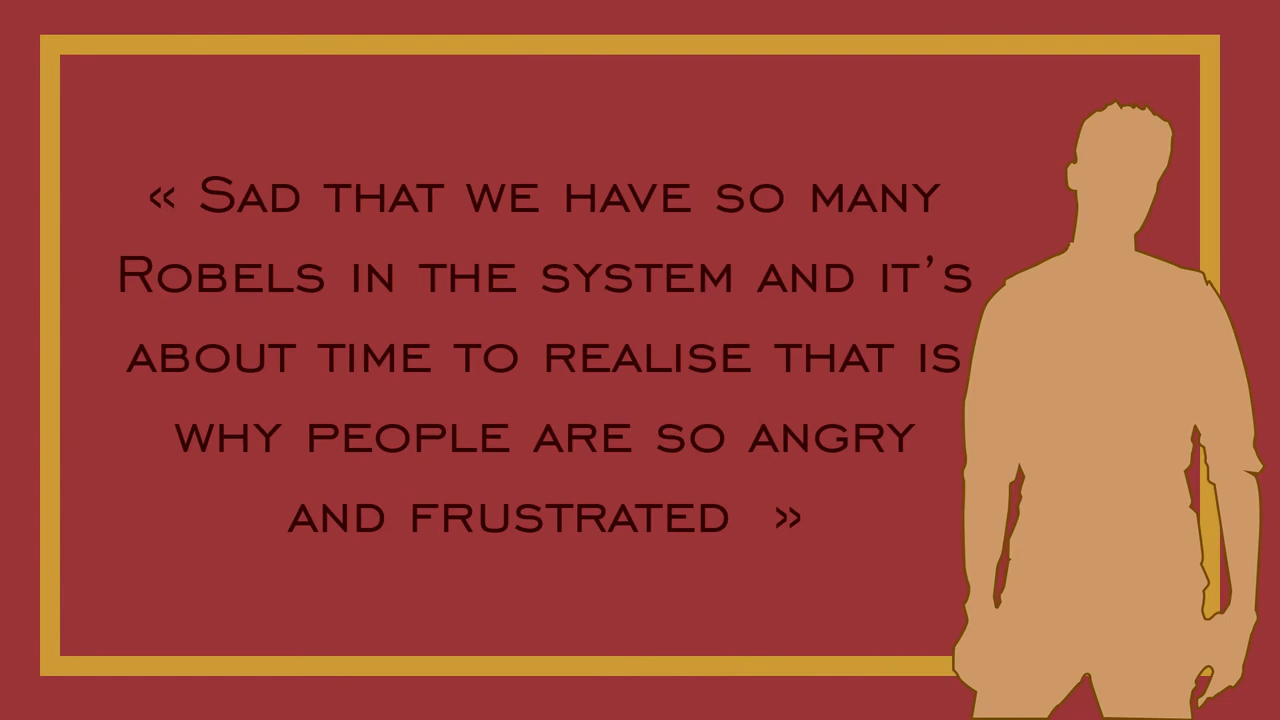 « Sad that we have so many
Robels in the system and it’s
about time to realise that is
why people are so angry
and frustrated »